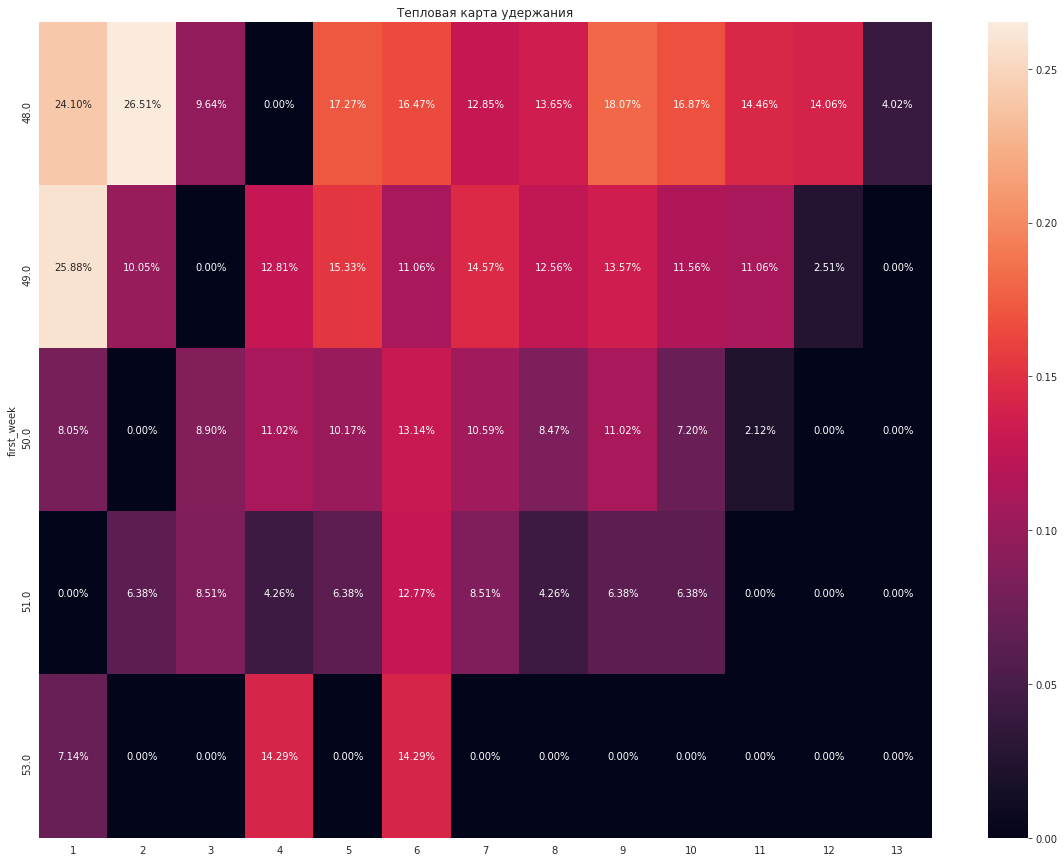 Тепловая карта удержания
first_week
48.0 24.10% 26.51% 9.64% 0.00% 17.27% 16.47% 12.85% 13.65% 18.07% 16.87% 14.46% 14.06% 4.02%
49.0 25.88% 10.05% 0.00% 12.81% 15.33% 11.06% 14.57% 12.56% 13.57% 11.56% 11.06% 2.51% 0.00%
50.0 8.05% 0.00% 8.90% 11.02% 10.17% 13.14% 10.59% 8.47% 11.02% 7.20% 2.12% 0.00% 0.00%
51.0 0.00% 6.38% 8.51% 4.26% 6.38% 12.77% 8.51% 4.26% 6.38% 6.38% 0.00% 0.00% 0.00%
53.0 7.14% 0.00% 0.00% 14.29% 0.00% 14.29% 0.00% 0.00% 0.00% 0.00% 0.00% 0.00% 0.00%
1 2 3 4 5 6 7 8 9 10 11 12 13
0.25
0.20
0.15
0.10
0.05
0.00